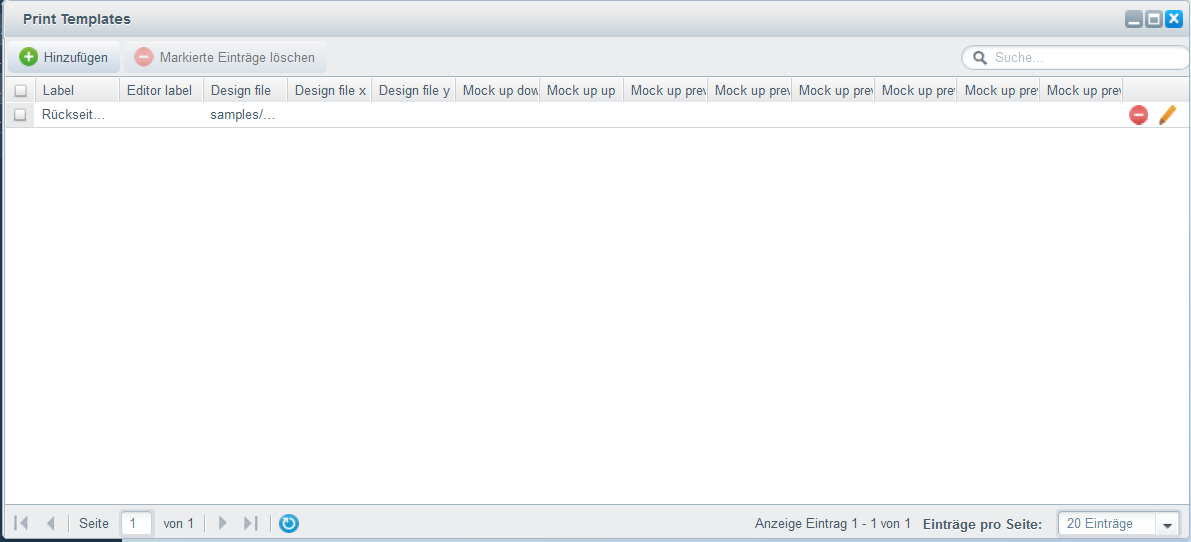 Print Templates
Hinzufügen Markierte Einträge löschen Suche...
Label Editor label Design file Design file x Design file y Mock up dow Mock up up Mock up prev Mock up prev Mock up prev Mock up prev Mock up prev Mock up prev
Rückseit... samples/...
Seite 1 von 1 Anzeige Eintrag 1 - 1 von 1 Einträge pro Seite: 20 Einträge